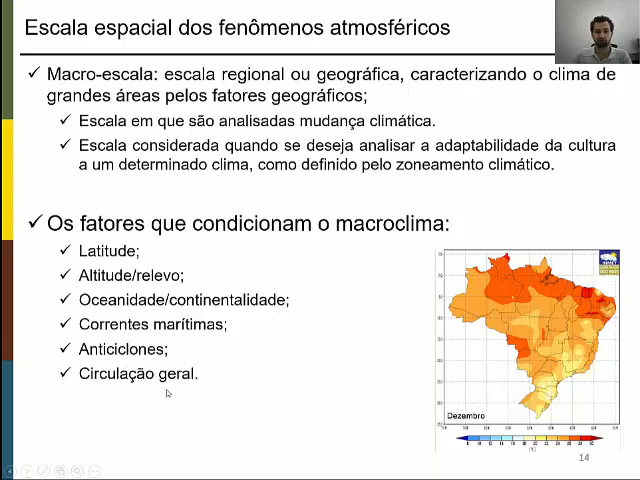 Escala espacial dos fenômenos atmosféricos
Macro-escala: escala regional ou geográfica, caracterizando o clima de
grandes áreas pelos fatores geográficos;
Escala em que são analisadas mudança climática.
Escala considerada quando se deseja analisar a adaptabilidade da cultura
a um determinado clima, como definido pelo zoneamento climático.
Os fatores que condicionam o macroclima:
Latitude;
Altitude/relevo;
Oceanidade/continentalidade;
Correntes marítimas;
Anticiclones;
Circulação geral.
Dezembro
14